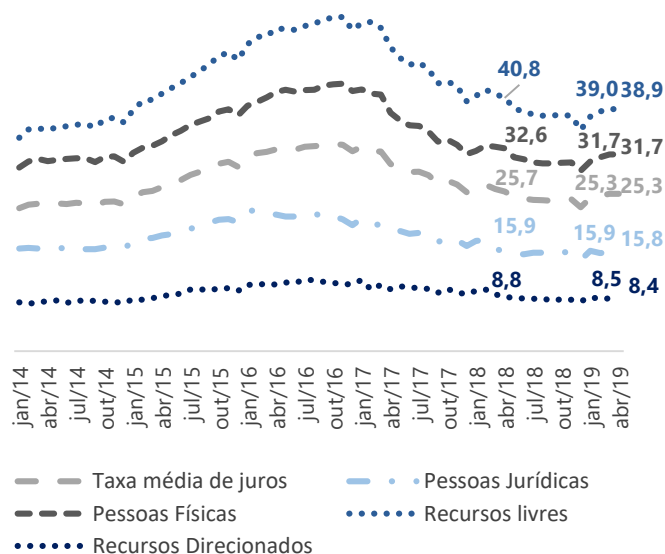 40,8
39,0 38,9
32,6
31,7 31,7
25,7
25,3 25,3
15,9
15,9 15,8
8,8
8,5 8,4
jan/14
abr/14
jul/14
out/14
jan/15
abr/15
jul/15
out/15
jan/16
abr/16
jul/16
out/16
jan/17
abr/17
jul/17
out/17
jan/18
abr/18
jul/18
out/18
jan/19
abr/19
Taxa média de juros
Pessoas Jurídicas
Pessoas Físicas
Recursos livres
Recursos Direcionados